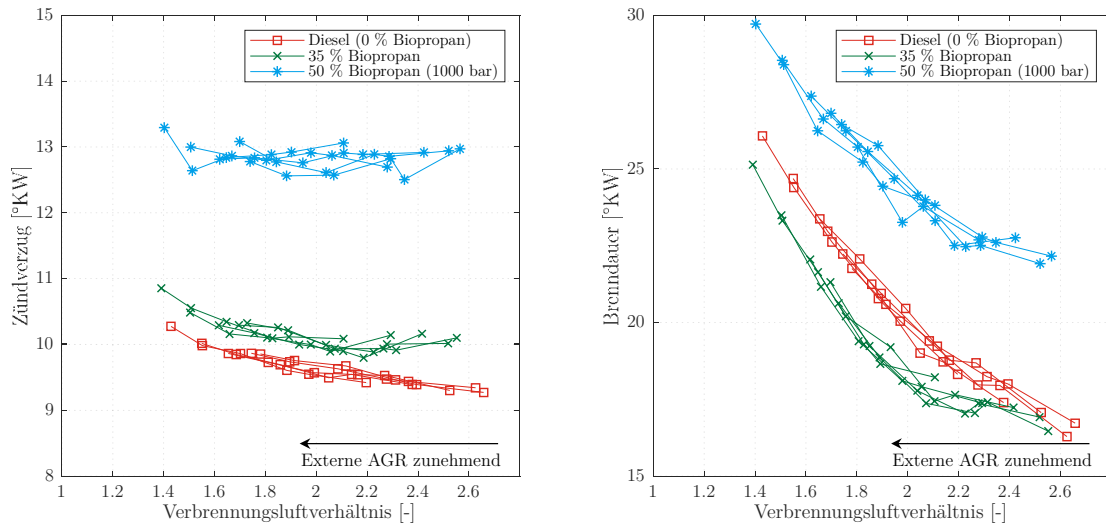 15
14
13
12
11
10
9
8
Zündverzug [°KW]
Diesel (0 % Biopropan)
35 % Biopropan
50 % Biopropan (1000 bar)
Externe AGR zunehmend
1 1.2 1.4 1.6 1.8 2 2.2 2.4 2.6
Verbrennungsluftverhältnis [-]
30
25
20
15
Brenndauer [°KW]
Diesel (0 % Biopropan)
35 % Biopropan
50 % Biopropan (1000 bar)
Externe AGR zunehmend
1 1.2 1.4 1.6 1.8 2 2.2 2.4 2.6
Verbrennungsluftverhältnis [-]